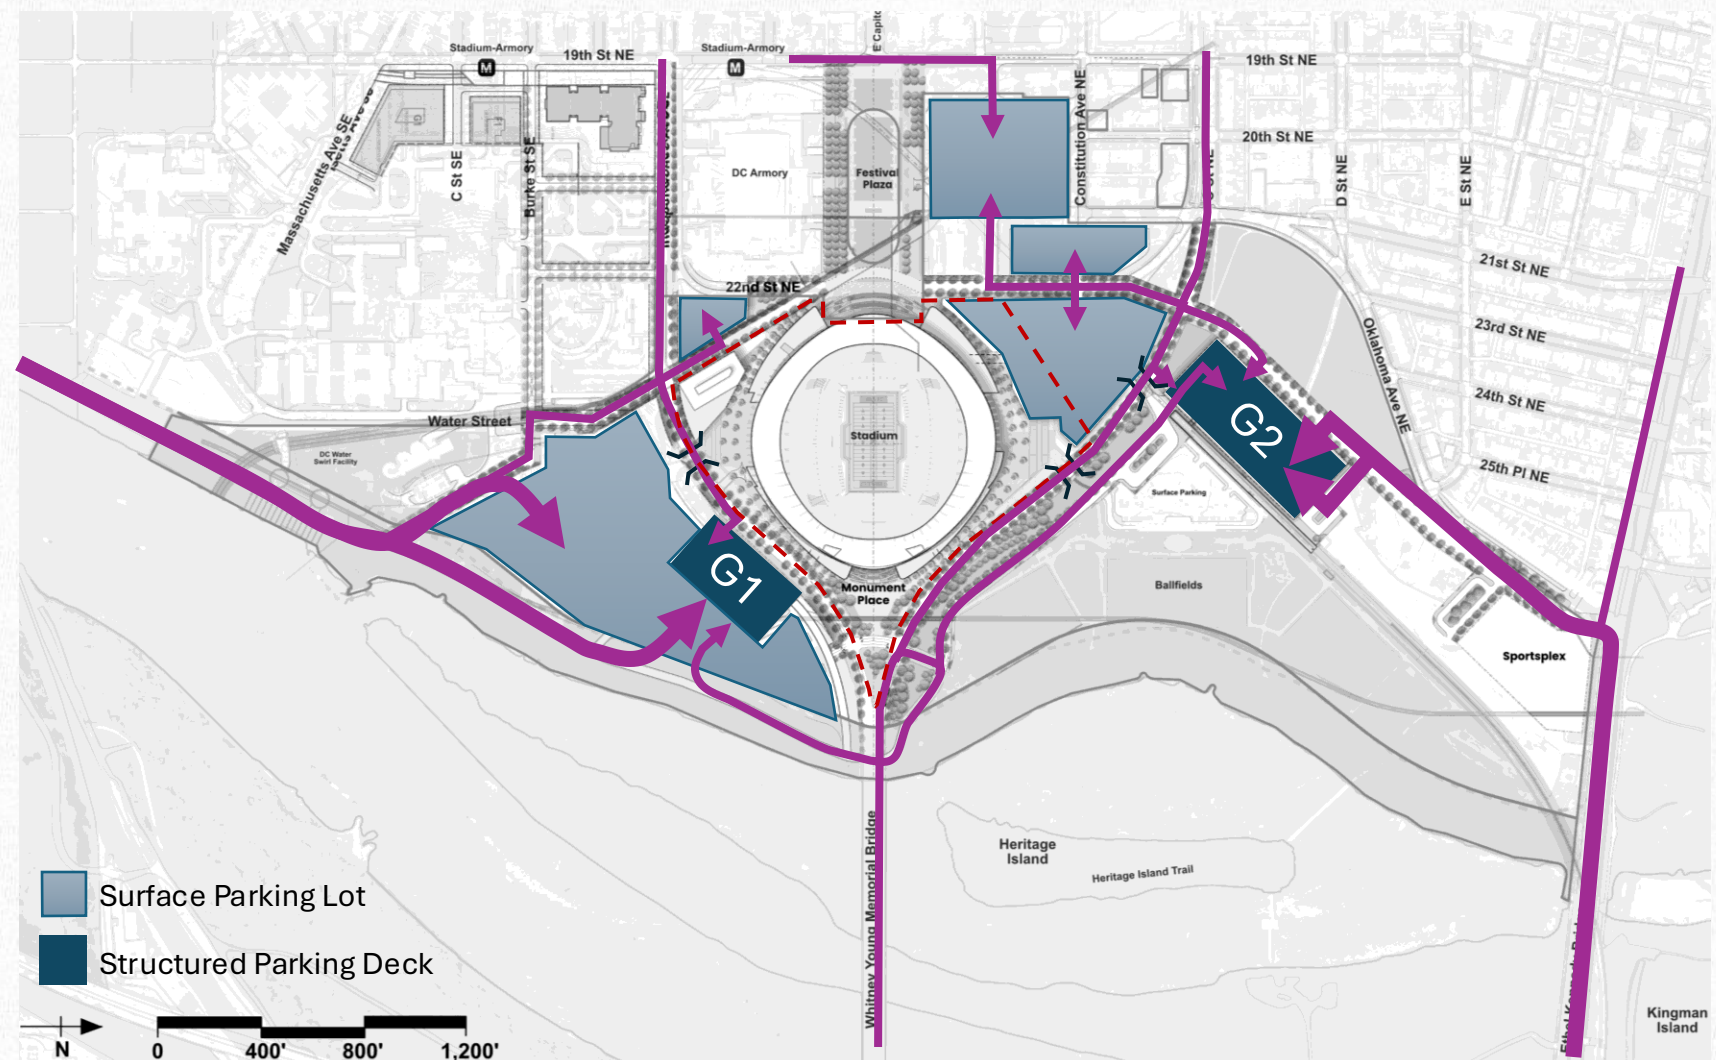 Stadium-Armory
M
19th St NE
Stadium-Armory
M
E Capito
19th St NE
Massachusetts Ave SE
C St SE
Burke St SE
DC Armory
Festival
Plaza
Constitution Ave NE
20th St NE
D St NE
E St NE
21st St NE
22nd St NE
23rd St NE
Oklahoma Ave NE
24th St NE
25th Pl NE
Water Street
DC Water
Swirl Facility
Stadium
G2
Surface Parking
G1
Monument
Place
Ballfields
Sportsplex
Heritage
Island
Heritage Island Trail
Whitney Young Memorial Bridge
Kingman
Island
Surface Parking Lot
Structured Parking Deck
N
0
400'
800'
1,200'